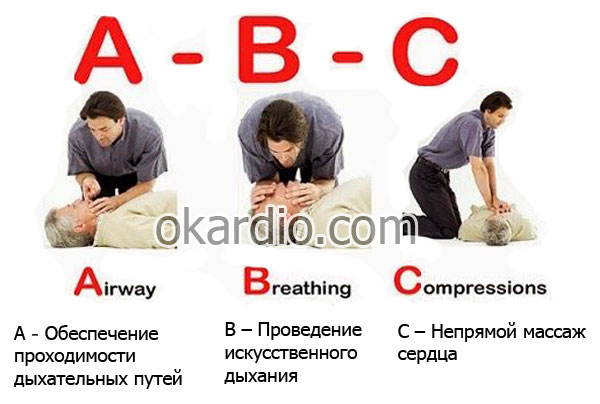 A - B - C
okardio.com
Airway
Breathing
Compressions
А - Обеспечение
проходимости
дыхательных путей
В – Проведение
искусственного
дыхания
С – Непрямой массаж
сердца